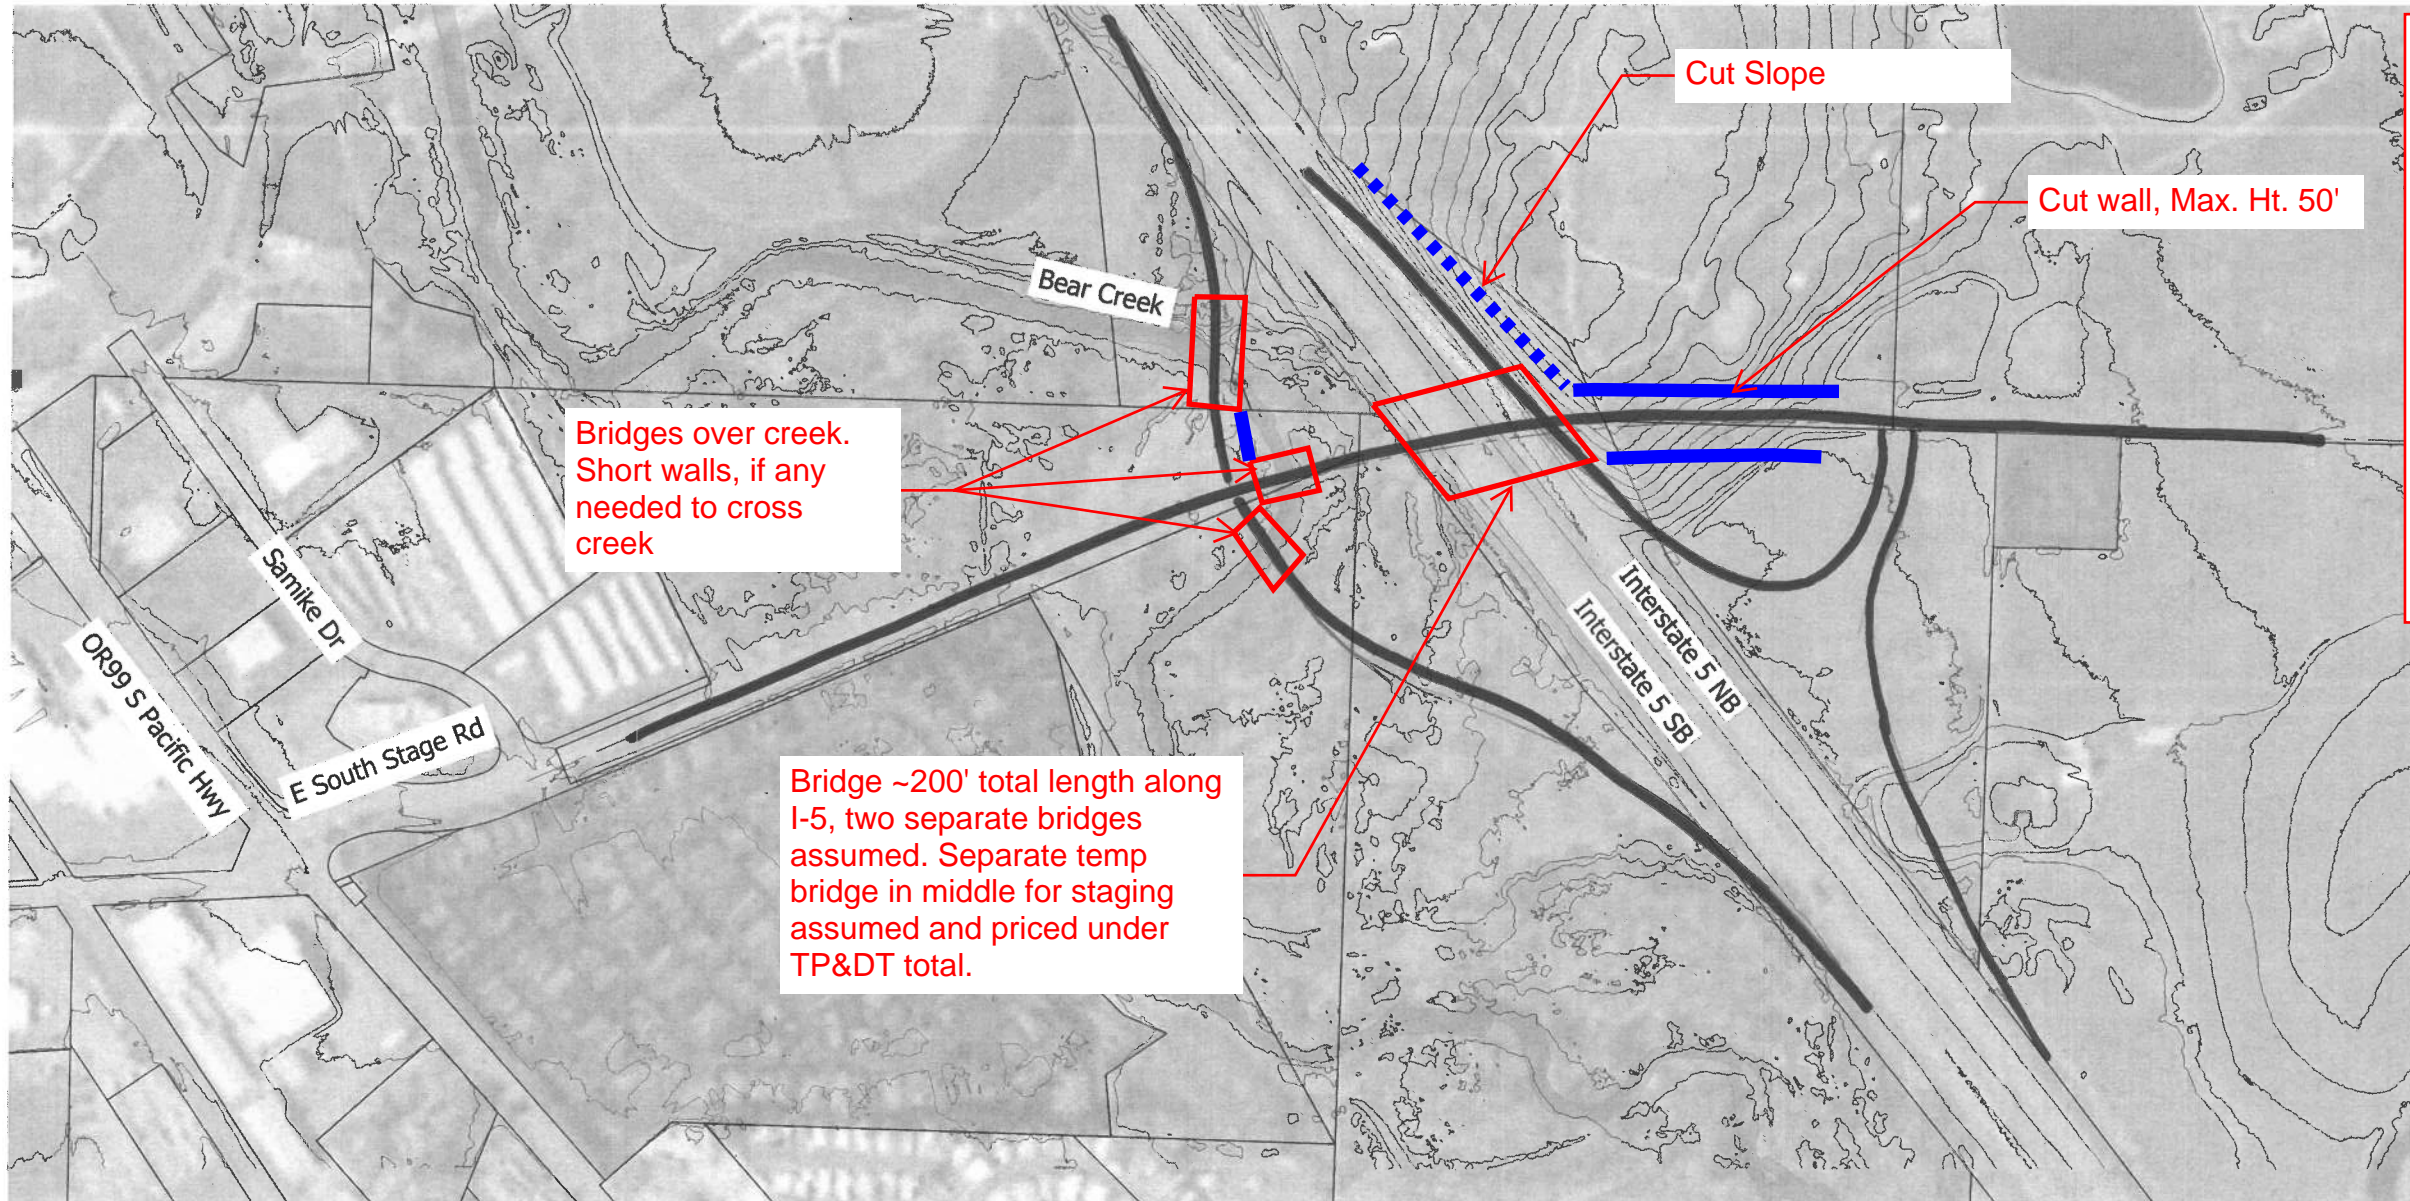 Cut Slope
Cut wall, Max. Ht. 50'
Bear Creek
Bridges over creek.
Short walls, if any
needed to cross
creek
Samike Dr
OR99 S Pacific Hwy
E South Stage Rd
Interstate 5 NB
Interstate 5 SB
Bridge ~200' total length along
I-5, two separate bridges
assumed. Separate temp
bridge in middle for staging
assumed and priced under
TP&DT total.